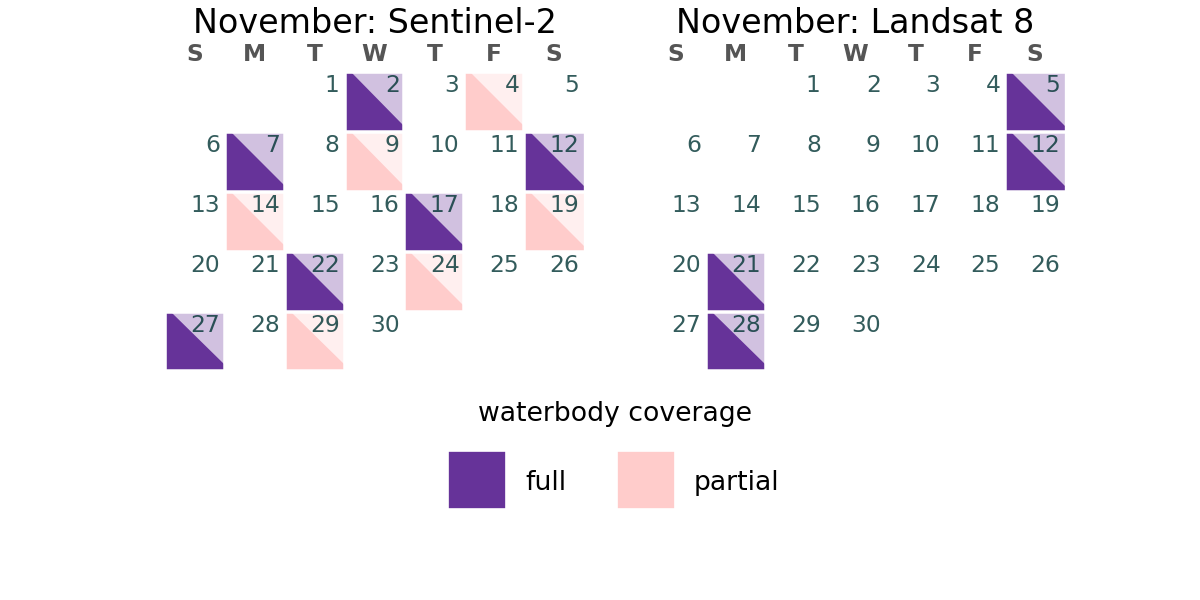 November: Sentinel-2
S M T W T F S
1 2 3 4 5
6 7 8 9 10 11 12
13 14 15 16 17 18 19
20 21 22 23 24 25 26
27 28 29 30
November: Landsat 8
S M T W T F S
1 2 3 4 5
6 7 8 9 10 11 12
13 14 15 16 17 18 19
20 21 22 23 24 25 26
27 28 29 30
waterbody coverage
full
partial